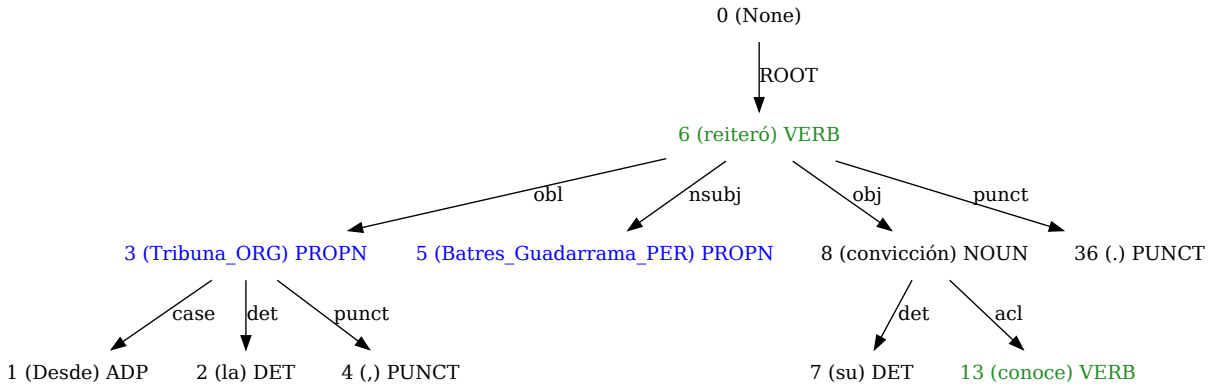 0 (None)
ROOT
6 (reiteró) VERB
obl
nsubj
obj
punct
3 (Tribuna_ORG) PROPN
5 (Batres_Guadarrama_PER) PROPN
8 (convicción) NOUN
36 (.) PUNCT
case
det
punct
det
acl
1 (Desde) ADP
2 (la) DET
4 (,) PUNCT
7 (su) DET
13 (conoce) VERB